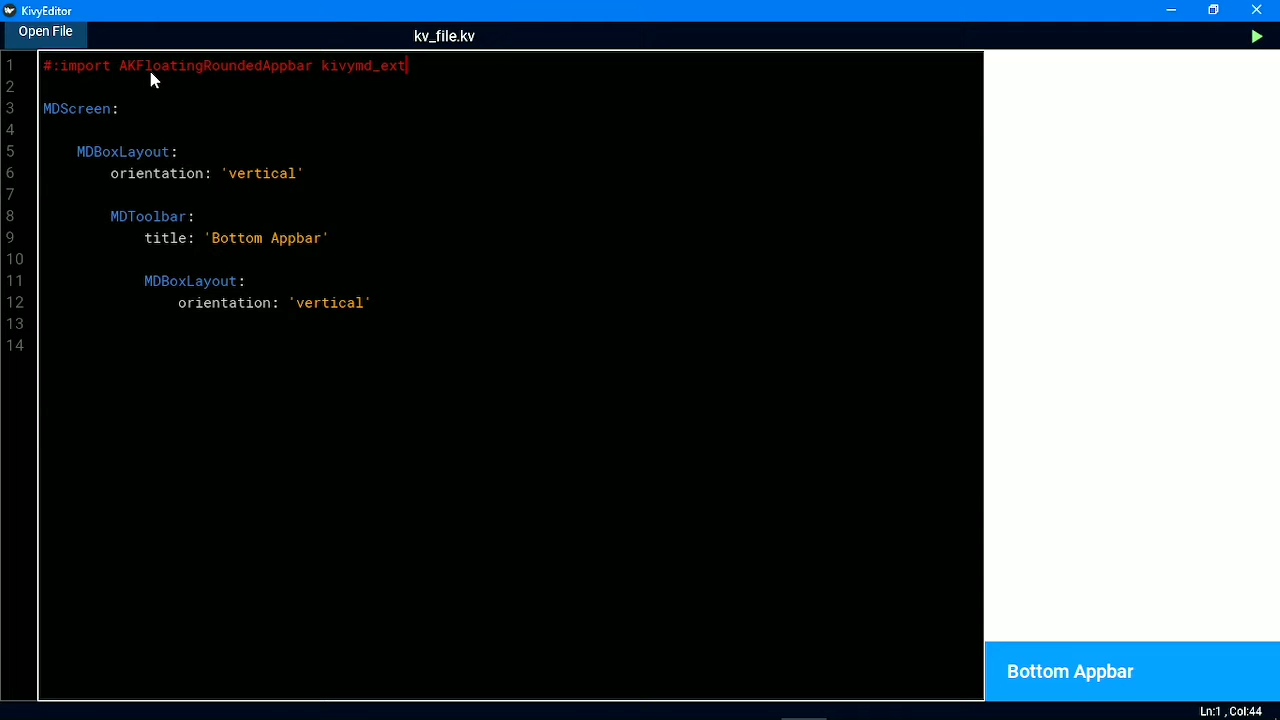 KivyEditor
Open File
kv_file.kv
1 #:import AKFloatingRoundedAppbar kivymd_ext
2
3 MDScreen:
4
5 MDBoxLayout:
6 orientation: 'vertical'
7
8 MDToolbar:
9 title: 'Bottom Appbar'
10
11 MDBoxLayout:
12 orientation: 'vertical'
13
14
Bottom Appbar
Ln:1 ,Col:44